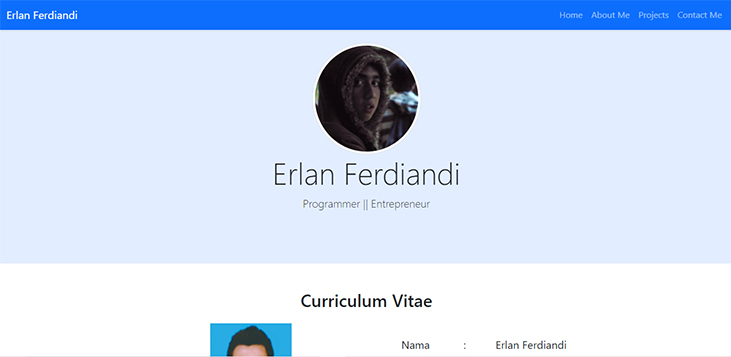 Erlan Ferdiandi Home About Me Projects Contact Me
Erlan Ferdiandi
Programmer || Entrepreneur
Curriculum Vitae
Nama : Erlan Ferdiandi